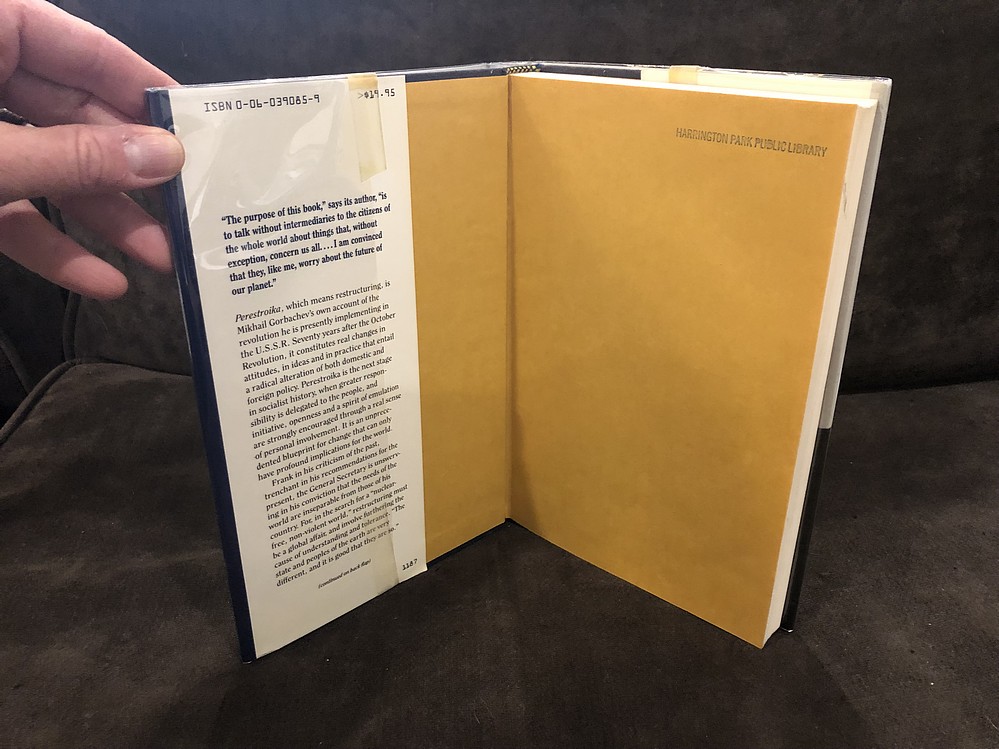 ISBN 0-06-039085-9
>$19.95
"The purpose of this book," says its author, "is
to talk without intermediaries to the citizens of
the whole world about things that, without
exception, concern us all. . . . I am convinced
that they, like me, worry about the future of
our planet."
Perestroika, which means restructuring, is
Mikhail Gorbachev's own account of the
revolution he is presently implementing in
the U.S.S.R. Seventy years after the October
Revolution, it constitutes real changes in
attitudes, in ideas and in practice that entail
a radical alteration of both domestic and
foreign policy. Perestroika is the next stage
in socialist history, when greater respon-
sibility is delegated to the people, and
initiative, openness and a spirit of emulation
are strongly encouraged through a real sense
of personal involvement. It is an unprece-
dented blueprint for change that can only
have profound implications for the world.
Frank in his criticism of the past,
trenchant in his recommendations for the
present, the General Secretary is unswerv-
ing in his conviction that the needs of the
world are inseparable from those of his
country. For, in the search for a "nuclear-
free, non-violent world," restructuring must
be a global affair, and involve furthering the
cause of understanding and tolerance. "The
state and peoples of the earth are very
different, and it is good that they are so."
(continued on back flap)
1187
HARRINGTON PARK PUBLIC LIBRARY